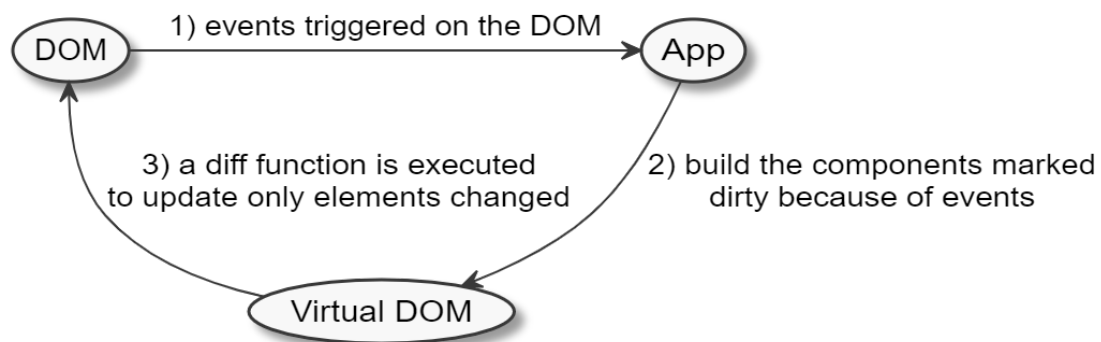 1) events triggered on the DOM
DOM
App
3) a diff function is executed
to update only elements changed
2) build the components marked
dirty because of events
Virtual DOM